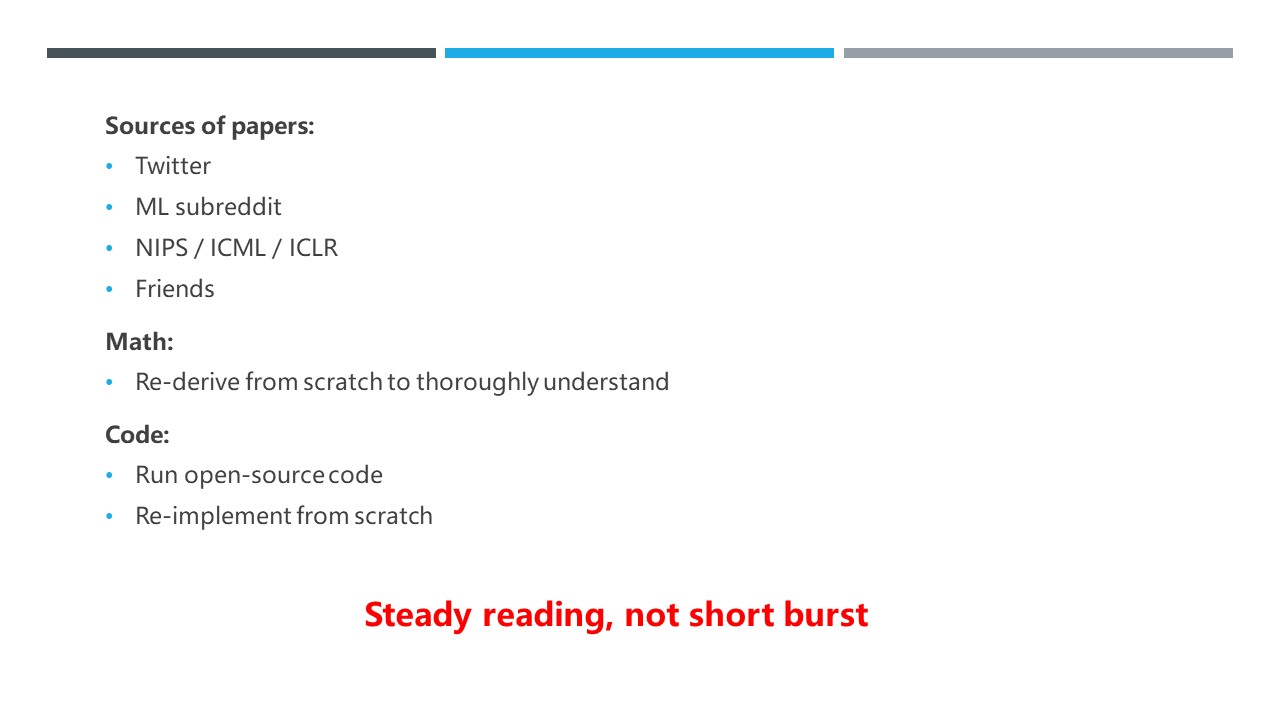 Sources of papers:
• Twitter
• ML subreddit
• NIPS / ICML / ICLR
• Friends
Math:
• Re-derive from scratch to thoroughly understand
Code:
• Run open-source code
• Re-implement from scratch
Steady reading, not short burst